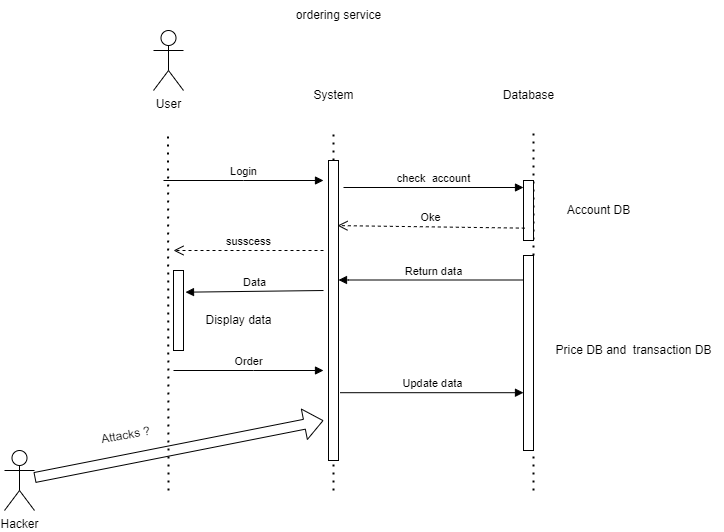 ordering service
User
System
Database
Login
check  account
Account DB
Oke
susscess
Return data
Data
Display data
Price DB and  transaction DB
Order
Update data
Attacks ?
Hacker